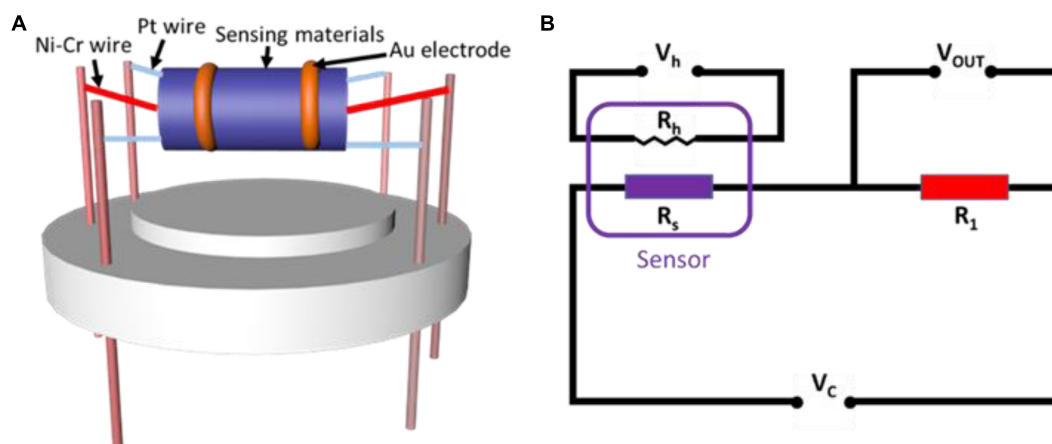 A
Ni-Cr wire
Pt wire
Sensing materials
Au electrode
B
Vh
VOUT
Rh
Rs
R1
Sensor
VC